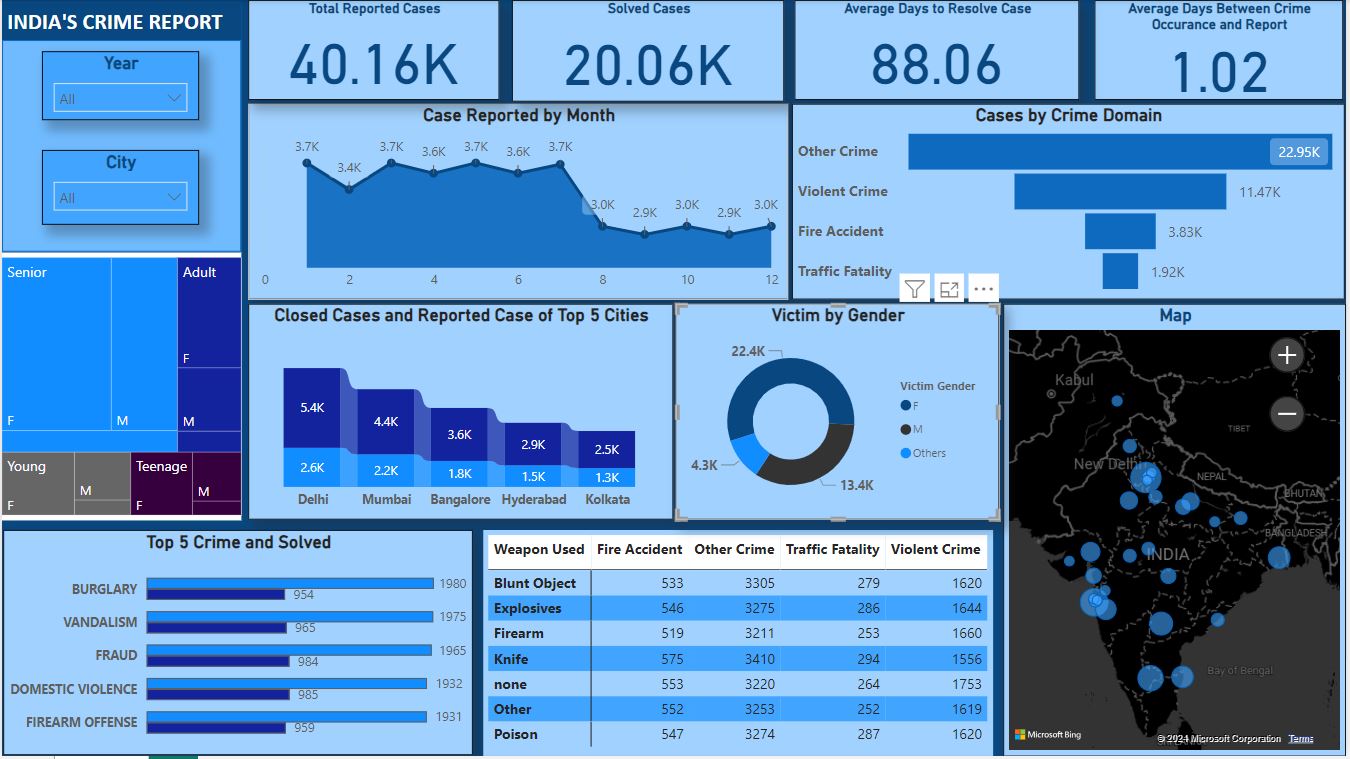 INDIA'S CRIME REPORT
Year
All
City
All
Total Reported Cases
40.16K
Solved Cases
20.06K
Average Days to Resolve Case
88.06
Average Days Between Crime
Occurance and Report
1.02
Case Reported by Month
3.7K 3.4K 3.7K 3.6K 3.7K 3.6K 3.7K 3.0K 2.9K 3.0K 2.9K 3.0K
0 2 4 6 8 10 12
Cases by Crime Domain
Other Crime 22.95K
Violent Crime 11.47K
Fire Accident 3.83K
Traffic Fatality 1.92K
Senior
F M
Adult
F
M
Young
F
M
Teenage
F
M
Closed Cases and Reported Case of Top 5 Cities
5.4K 4.4K 3.6K 2.9K 2.5K
2.6K 2.2K 1.8K 1.5K 1.3K
Delhi Mumbai Bangalore Hyderabad Kolkata
Victim by Gender
22.4K
4.3K
13.4K
Victim Gender
F
M
Others
Map
Kabul
TIBET
New Delhi
NEPAL
BHUTAN
BANGLADESH
INDIA
Bay of Bengal
Microsoft Bing
© 2024 Microsoft Corporation Terms
Top 5 Crime and Solved
BURGLARY 1980
954
VANDALISM 1975
965
FRAUD 1965
984
DOMESTIC VIOLENCE 1932
985
FIREARM OFFENSE 1931
959
Weapon Used Fire Accident Other Crime Traffic Fatality Violent Crime
Blunt Object 533 3305 279 1620
Explosives 546 3275 286 1644
Firearm 519 3211 253 1660
Knife 575 3410 294 1556
none 553 3220 264 1753
Other 552 3253 252 1619
Poison 547 3274 287 1620